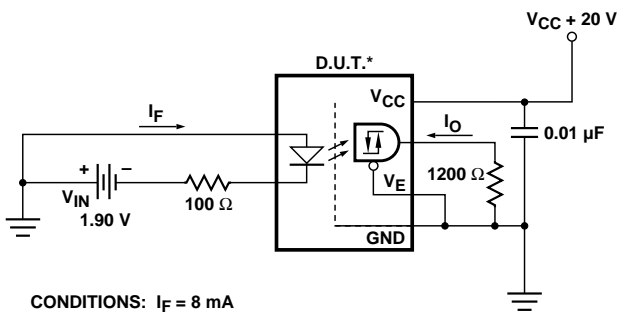 V_CC + 20 V
D.U.T.*
V_CC
I_F
I_O
0.01 µF
+ –
1200 Ω
V_IN
1.90 V
100 Ω
V_E
GND
CONDITIONS: I_F = 8 mA